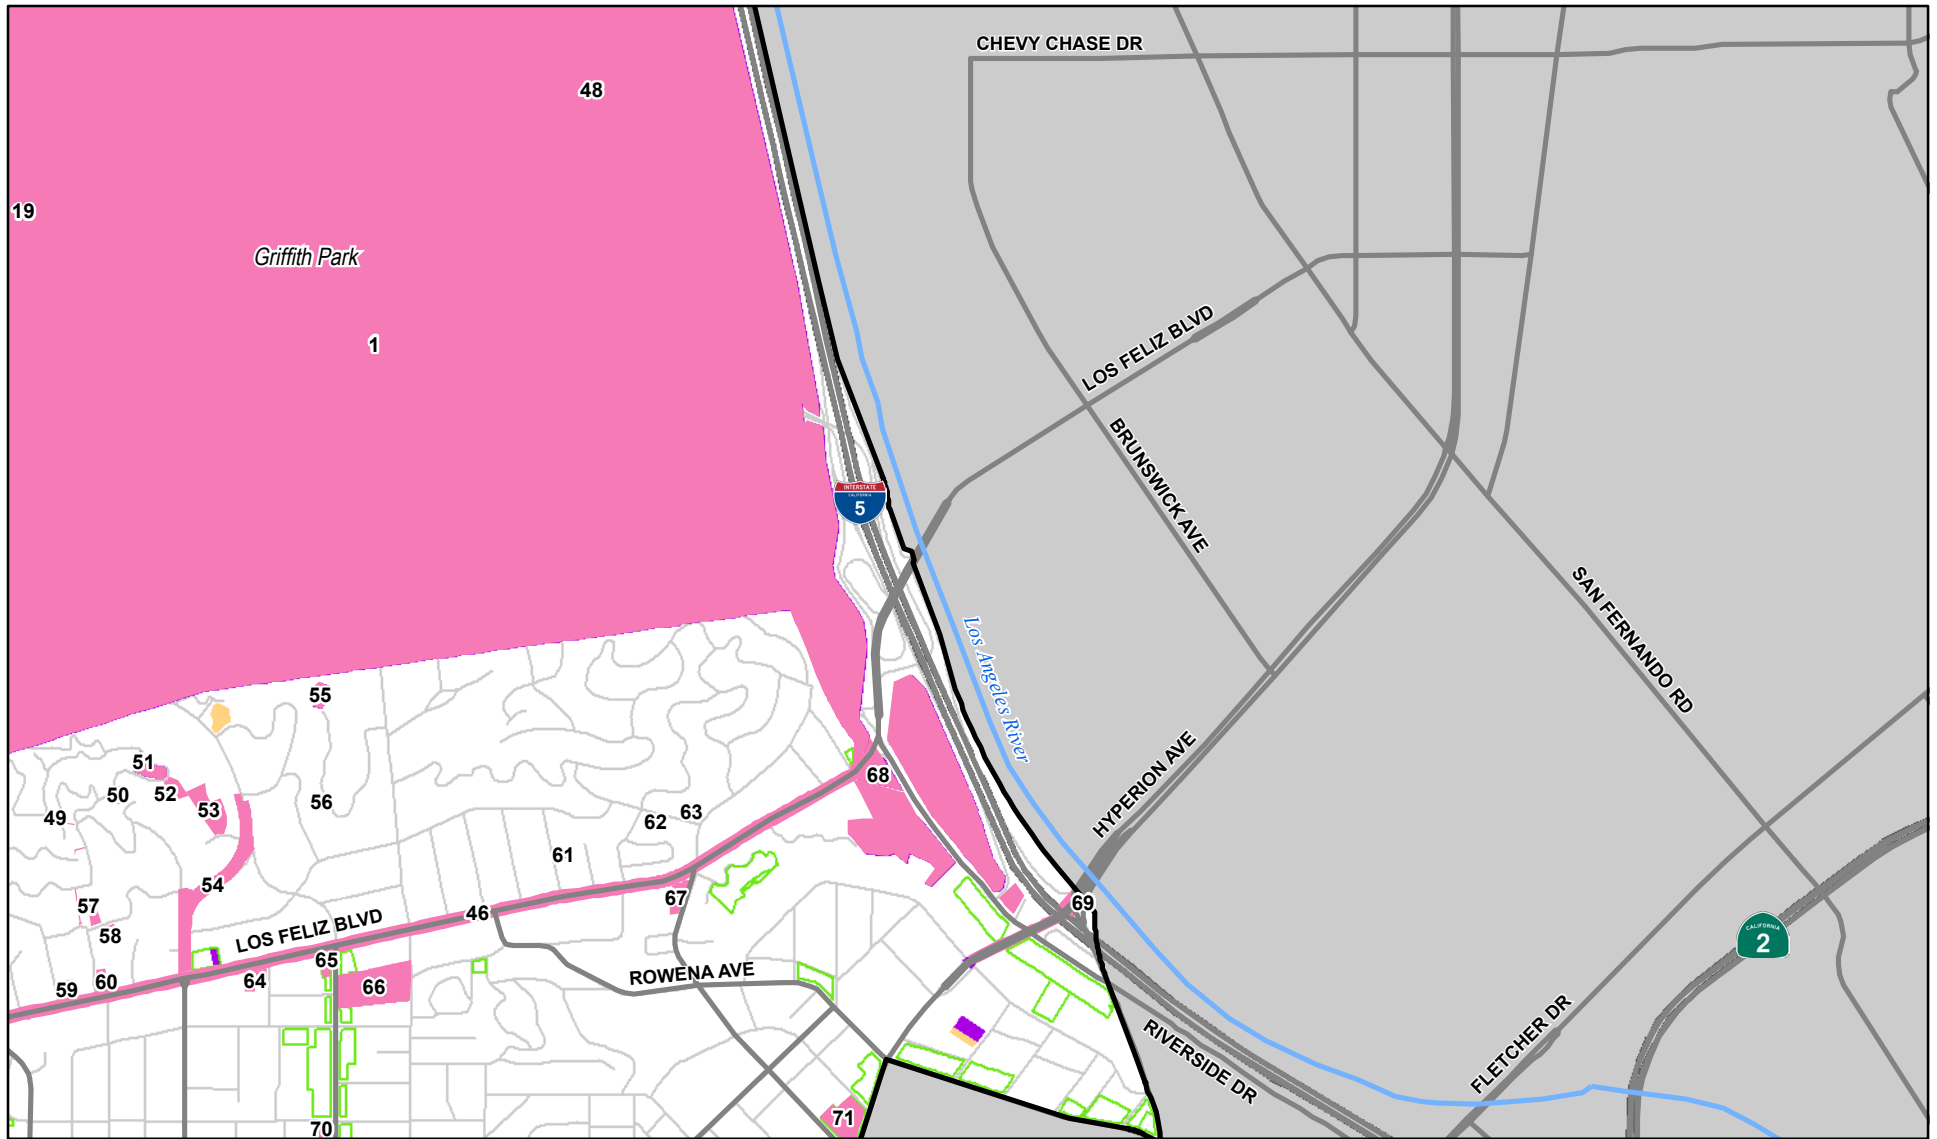 CHEVY CHASE DR
48
19
Griffith Park
1
LOS FELIZ BLVD
BRUNSWICK AVE
INTERSTATE
CALIFORNIA
5
SAN FERNANDO RD
Los Angeles River
55
51
50
52
53
49
56
62
63
68
HYPERION AVE
61
54
57
58
46
67
69
LOS FELIZ BLVD
CALIFORNIA
2
65
64
60
59
66
ROWENA AVE
RIVERSIDE DR
FLETCHER DR
70
71